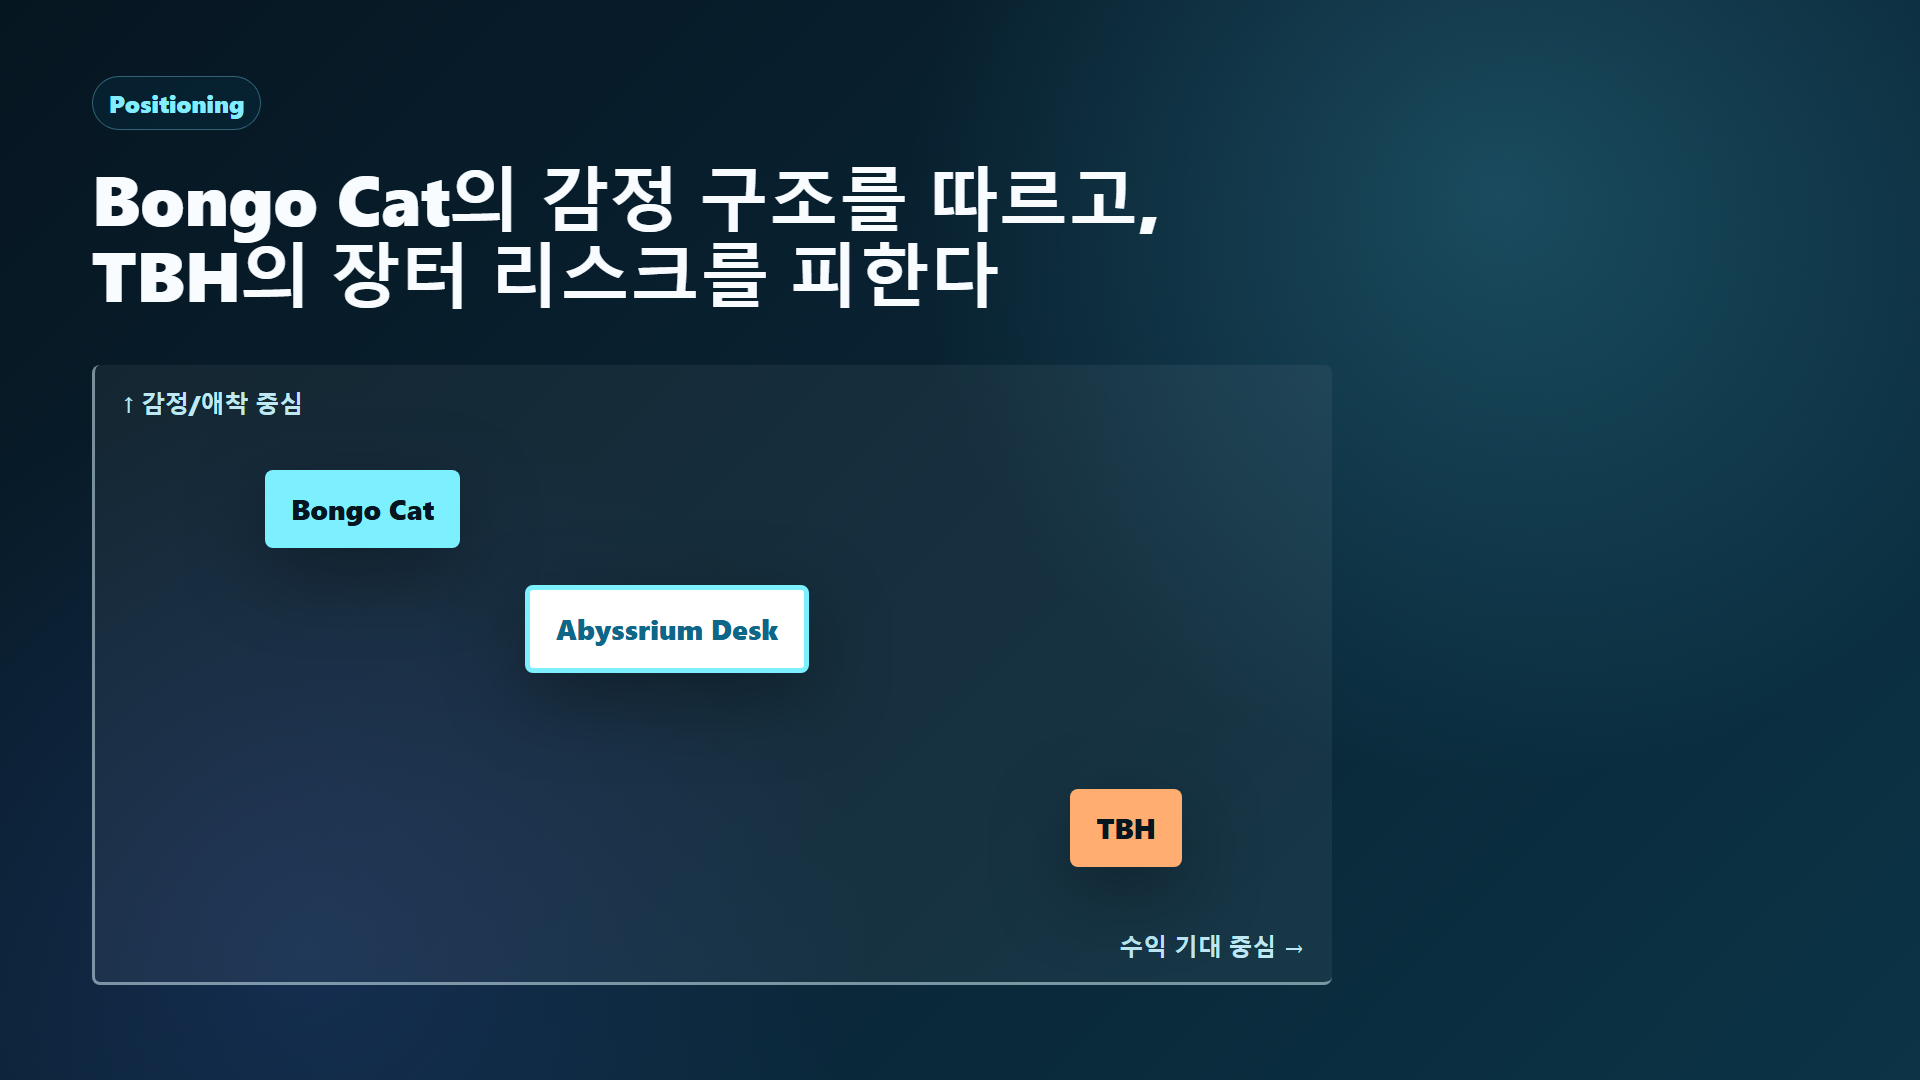 Positioning
Bongo Cat의 감정 구조를 따르고,
TBH의 장터 리스크를 피한다
↑ 감정/애착 중심
Bongo Cat
Abyssrium Desk
TBH
수익 기대 중심 →